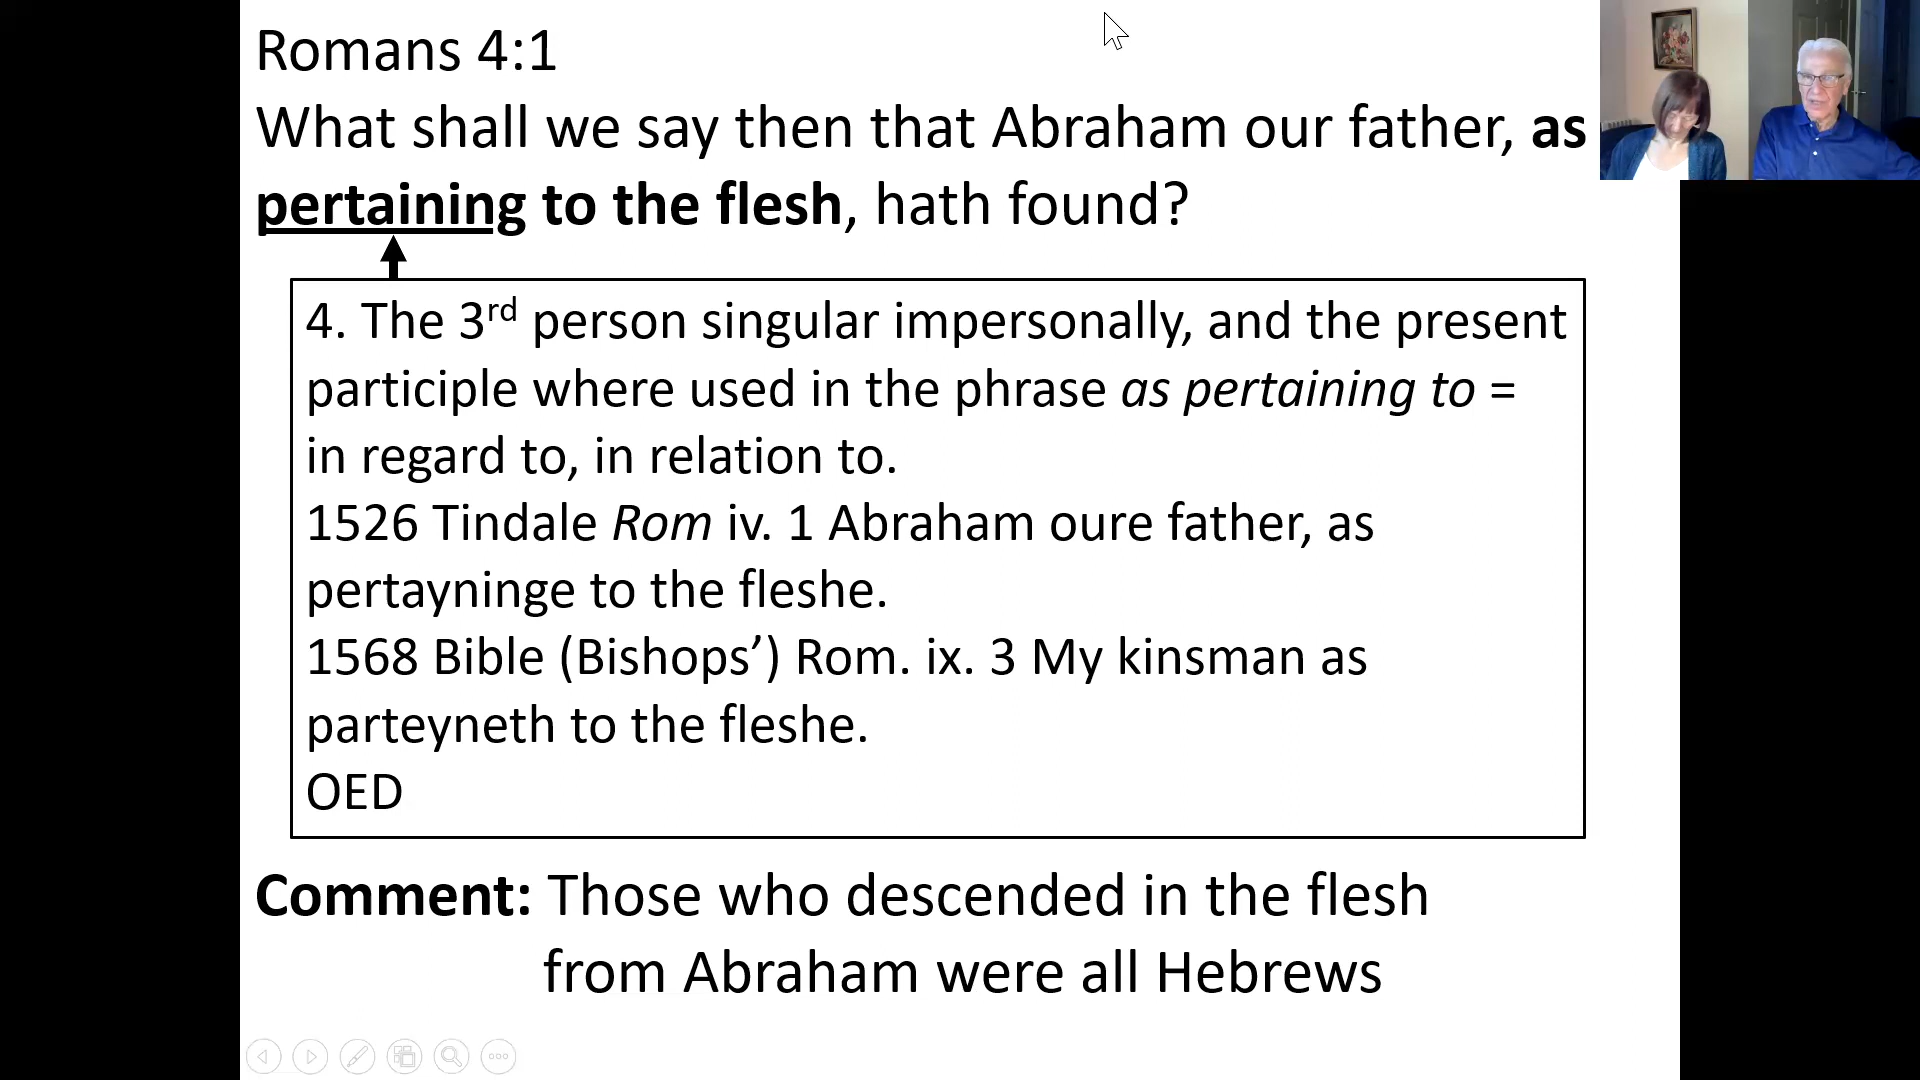 Romans 4:1
What shall we say then that Abraham our father, as
pertaining to the flesh, hath found?
4. The 3rd person singular impersonally, and the present
participle where used in the phrase as pertaining to =
in regard to, in relation to.
1526 Tindale Rom iv. 1 Abraham oure father, as
pertayninge to the fleshe.
1568 Bible (Bishops’) Rom. ix. 3 My kinsman as
parteyneth to the fleshe.
OED
Comment: Those who descended in the flesh
from Abraham were all Hebrews